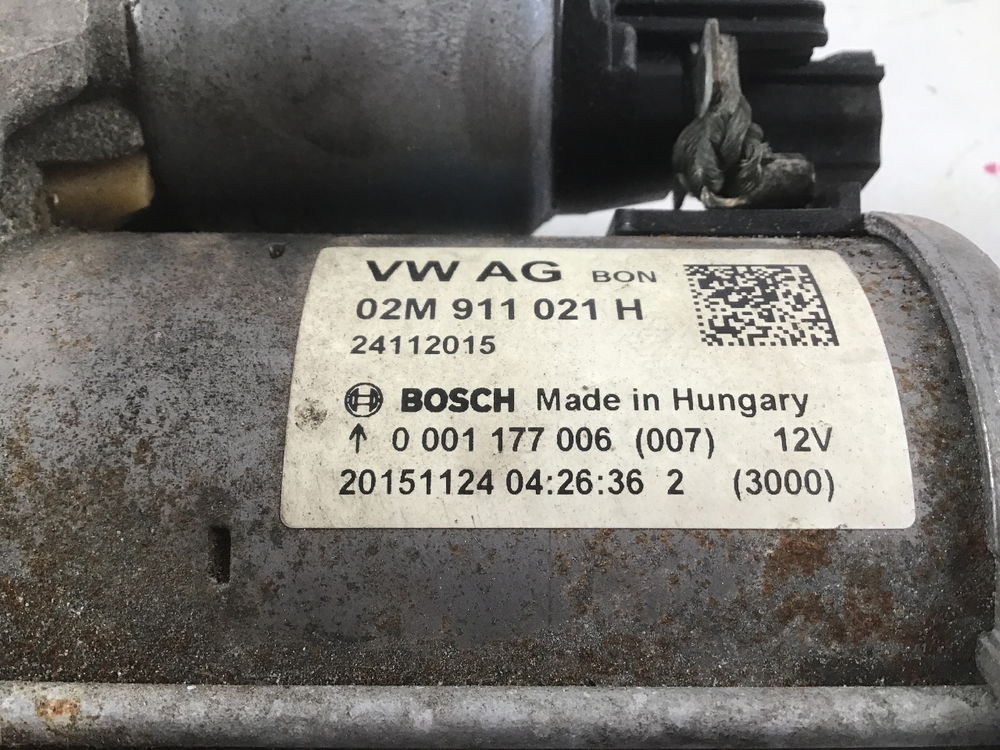 VW AG BON
02M 911 021 H
24112015
BOSCH Made in Hungary
↑ 0 001 177 006 (007) 12V
20151124 04:26:36 2 (3000)